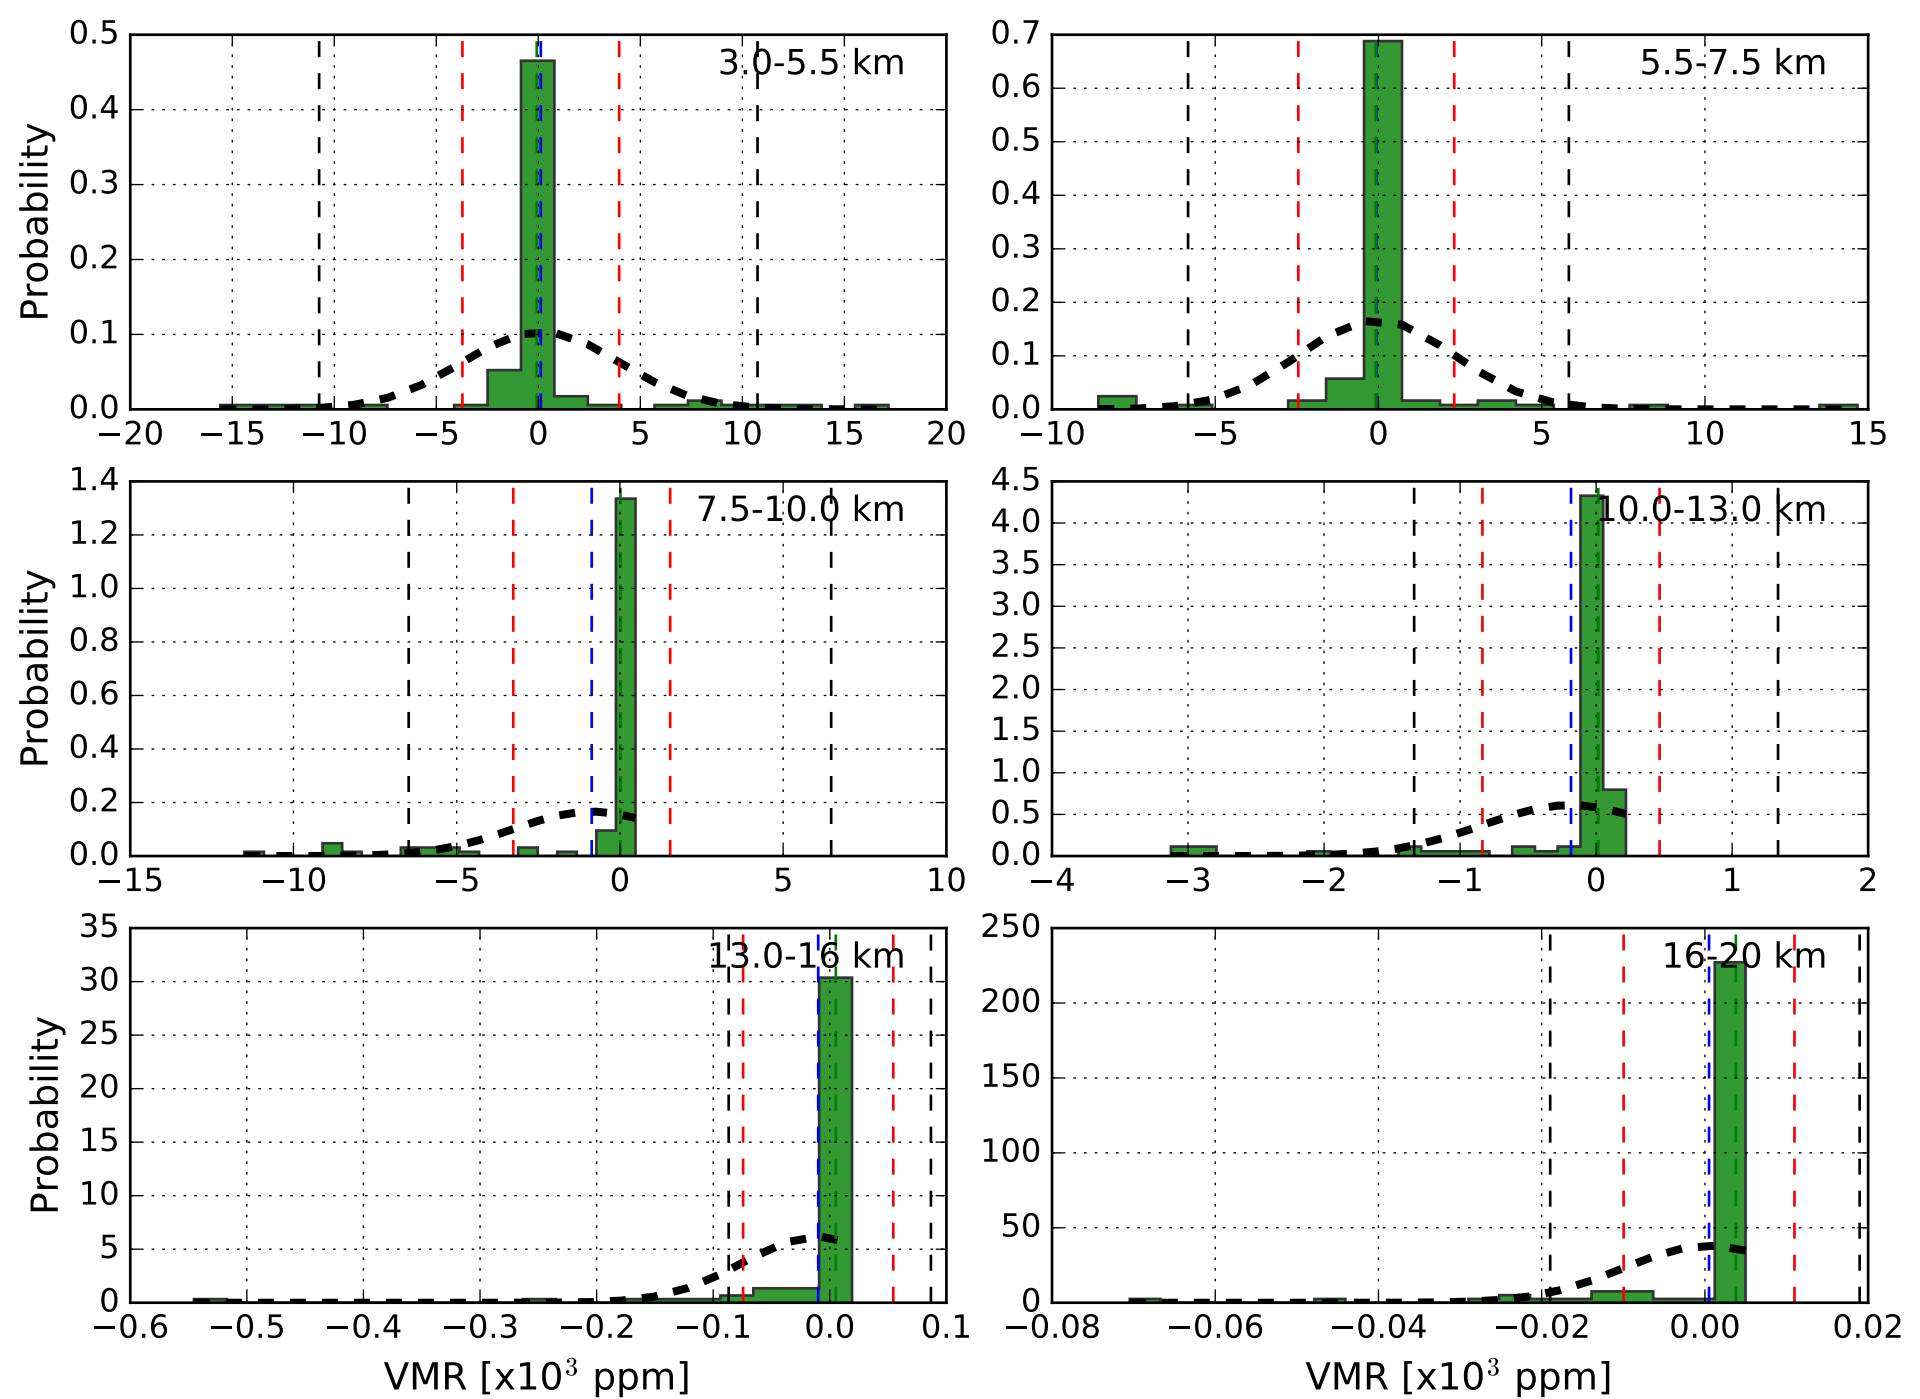 3.0-5.5 km
Probability
0.5
0.4
0.3
0.2
0.1
0.0
−20 −15 −10 −5 0 5 10 15 20
5.5-7.5 km
0.7
0.6
0.5
0.4
0.3
0.2
0.1
0.0
−10 −5 0 5 10 15
7.5-10.0 km
Probability
1.4
1.2
1.0
0.8
0.6
0.4
0.2
0.0
−15 −10 −5 0 5 10
10.0-13.0 km
4.5
4.0
3.5
3.0
2.5
2.0
1.5
1.0
0.5
0.0
−4 −3 −2 −1 0 1 2
13.0-16 km
Probability
35
30
25
20
15
10
5
0
−0.6 −0.5 −0.4 −0.3 −0.2 −0.1 0.0 0.1
VMR [x10³ ppm]
16-20 km
250
200
150
100
50
0
−0.08 −0.06 −0.04 −0.02 0.00 0.02
VMR [x10³ ppm]